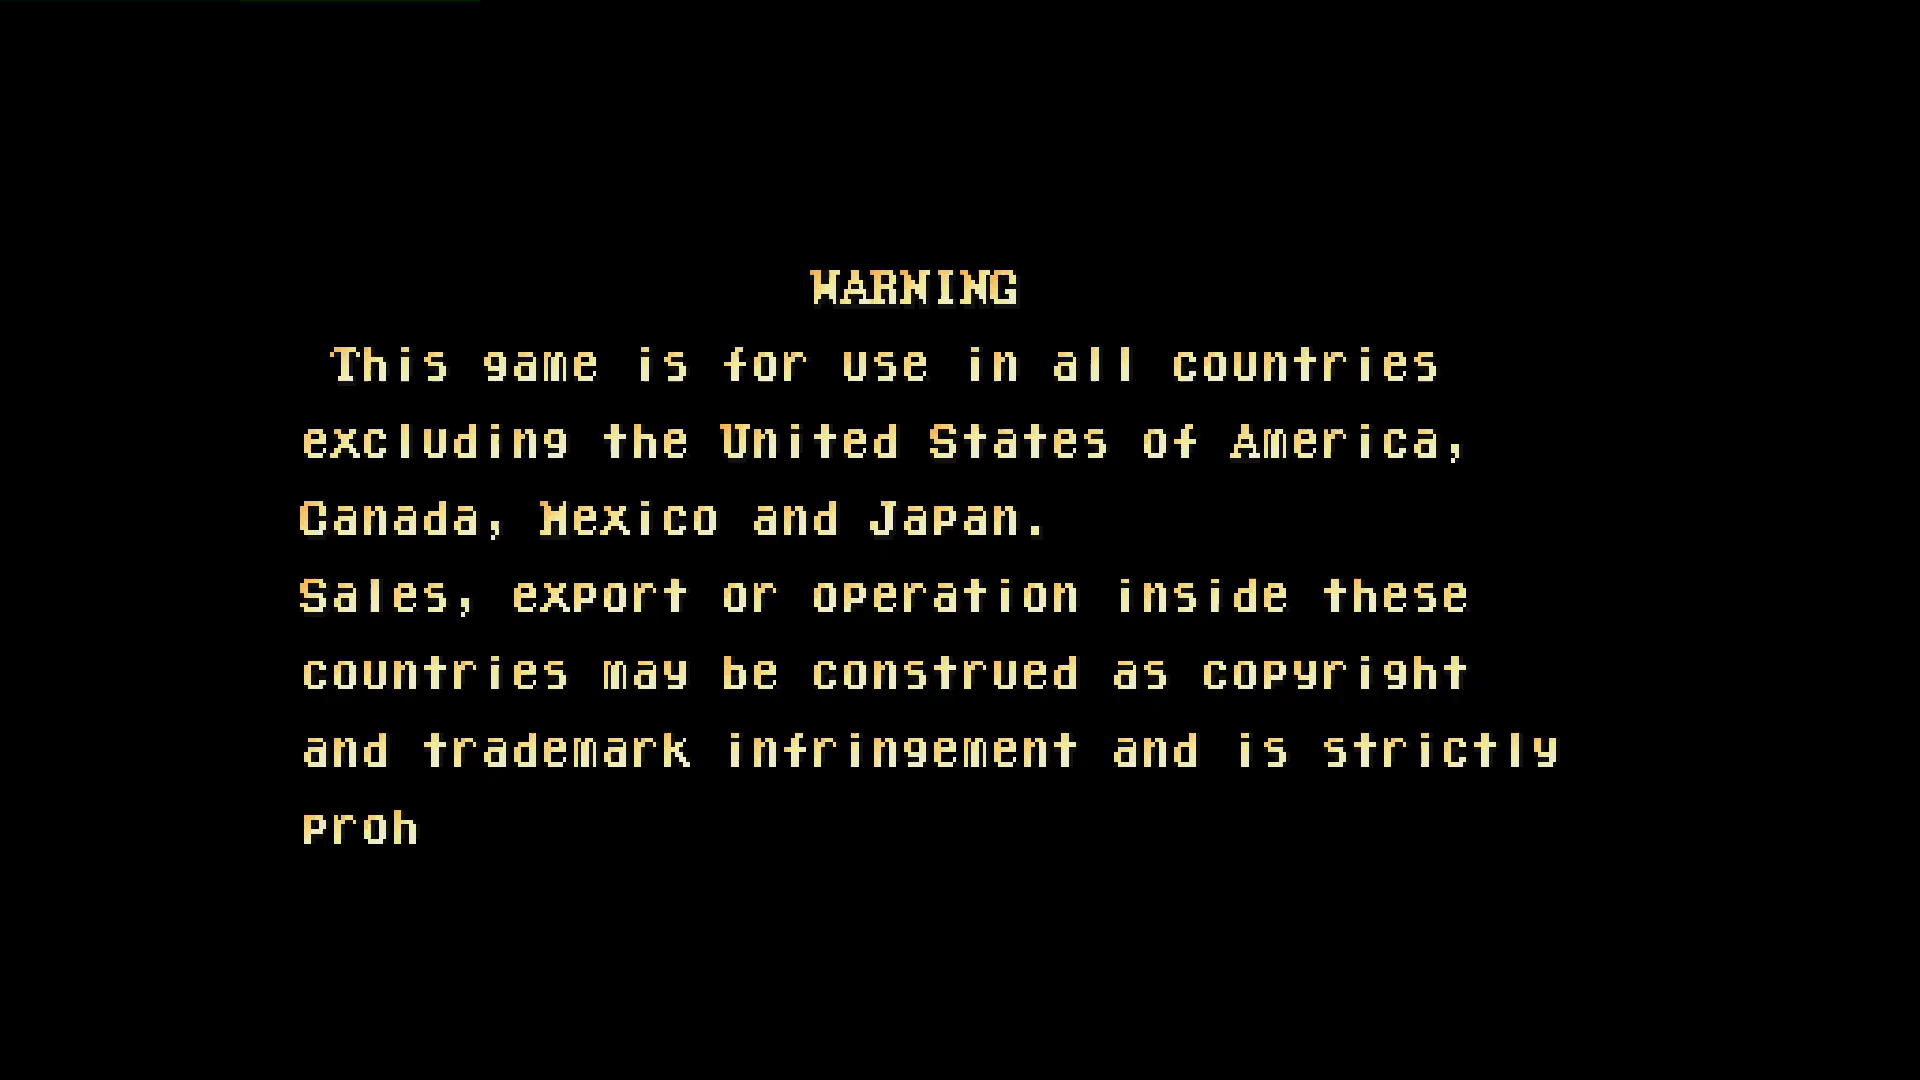 WARNING
This game is for use in all countries
excluding the United States of America,
Canada, Mexico and Japan.
Sales, export or operation inside these
countries may be construed as copyright
and trademark infringement and is strictly
proh